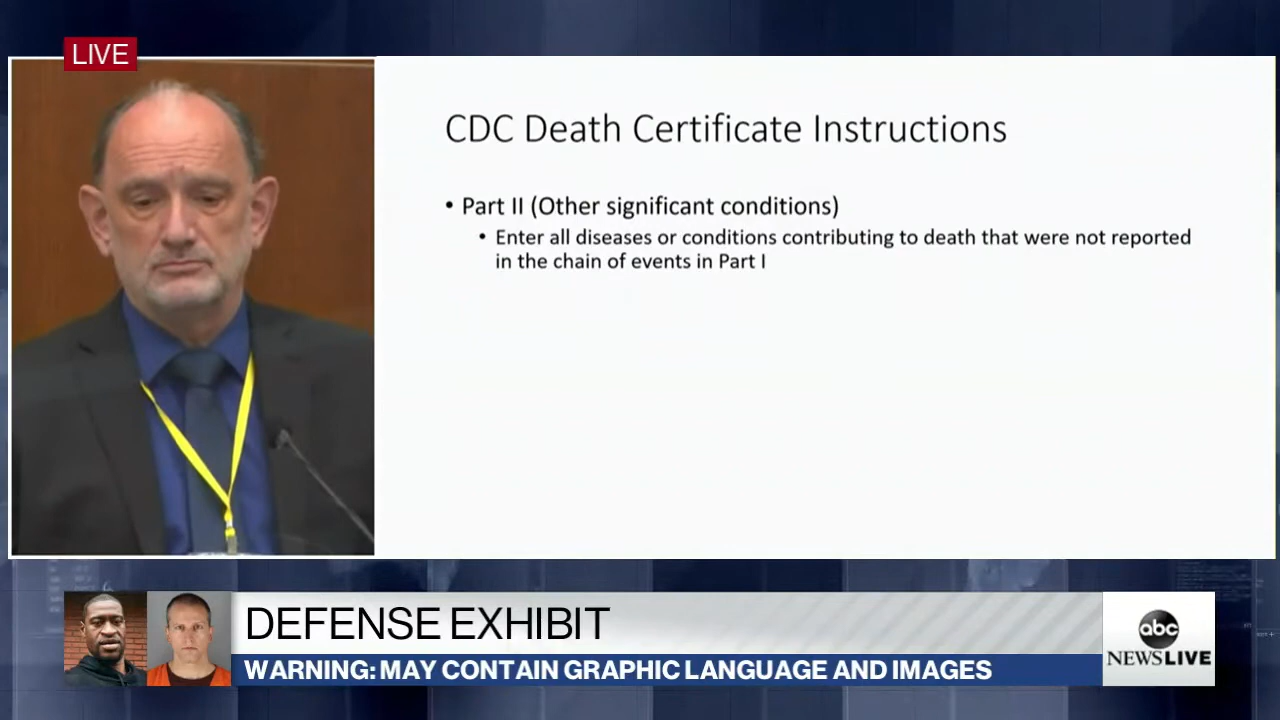 LIVE
CDC Death Certificate Instructions
• Part II (Other significant conditions)
• Enter all diseases or conditions contributing to death that were not reported
in the chain of events in Part I
DEFENSE EXHIBIT
WARNING: MAY CONTAIN GRAPHIC LANGUAGE AND IMAGES
abc
NEWSLIVE